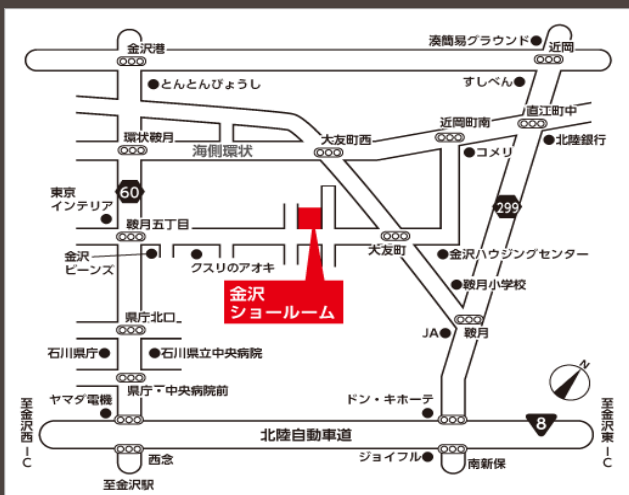 湊簡易グラウンド
近岡
金沢港
とんとんびょうし
すしべん
直江町中
近岡町南
大友町西
環状鞍月
海側環状
北陸銀行
コメリ
東京
インテリア
60
299
鞍月五丁目
大友町
金沢
ビーンズ
クスリのアオキ
金沢ハウジングセンター
鞍月小学校
金沢
ショールーム
県庁北口
JA
鞍月
石川県庁
石川県立中央病院
N
県庁・中央病院前
ヤマダ電機
ドン・キホーテ
8
至金沢西IC
北陸自動車道
至金沢東IC
西念
ジョイフル
南新保
至金沢駅